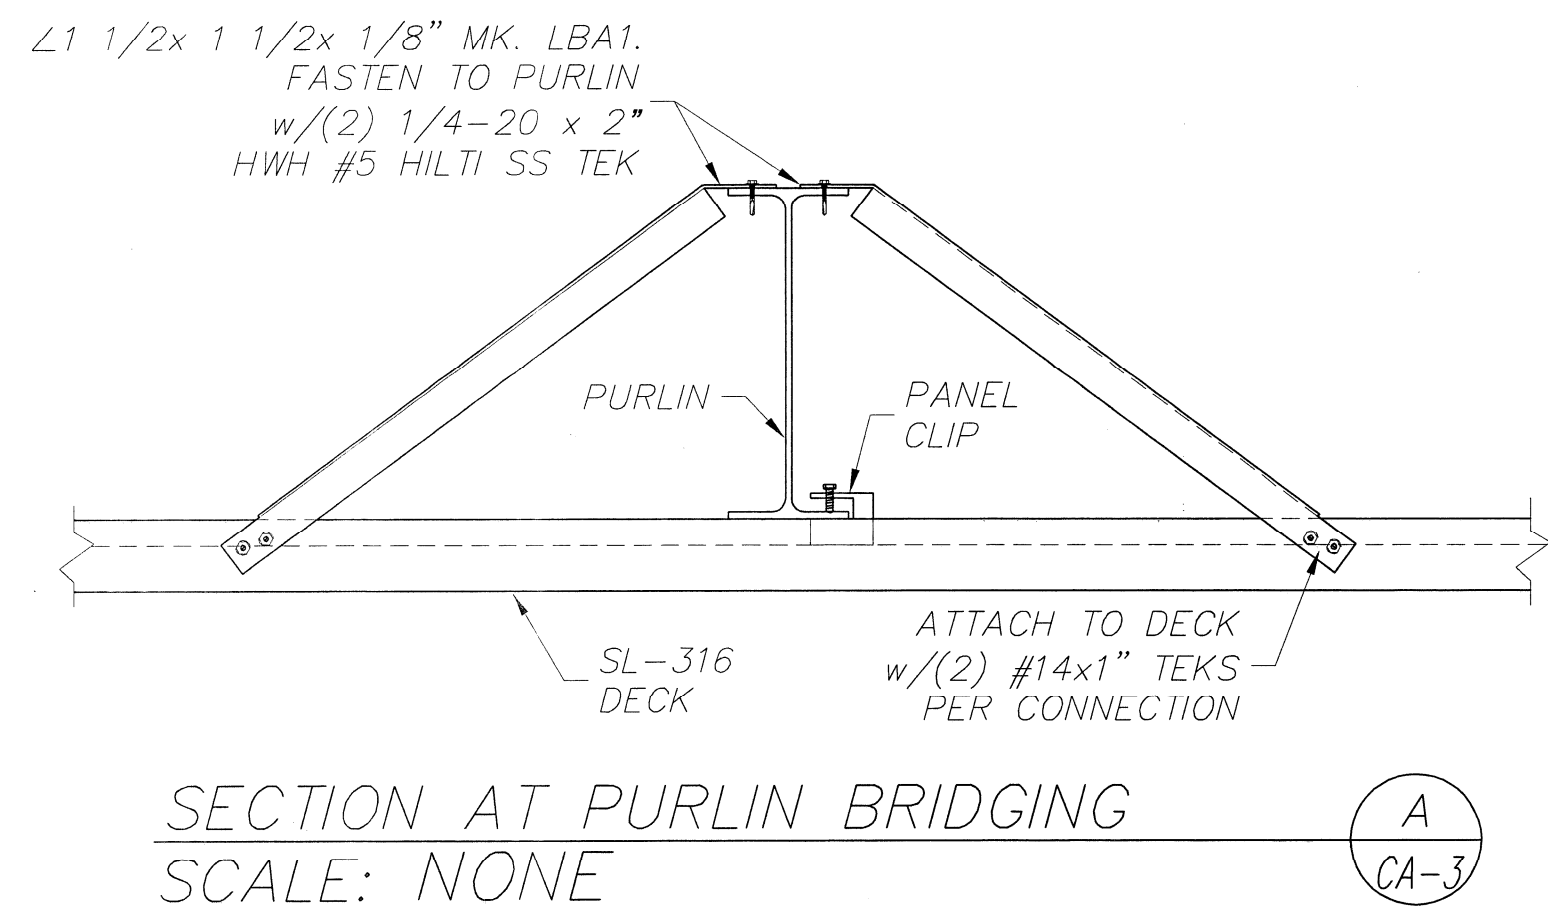 ∠1 1/2x 1 1/2x 1/8" MK. LBA1.
FASTEN TO PURLIN
w/(2) 1/4-20 x 2"
HWH #5 HILTI SS TEK
PURLIN
PANEL
CLIP
SL-316
DECK
ATTACH TO DECK
w/(2) #14x1" TEKS
PER CONNECTION
SECTION AT PURLIN BRIDGING
SCALE: NONE
A
CA-3